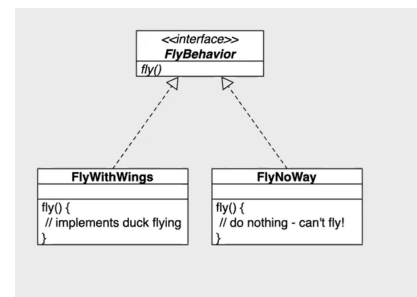 <<interface>>
FlyBehavior
fly()
FlyWithWings
fly() {
// implements duck flying
}
FlyNoWay
fly() {
// do nothing - can't fly!
}